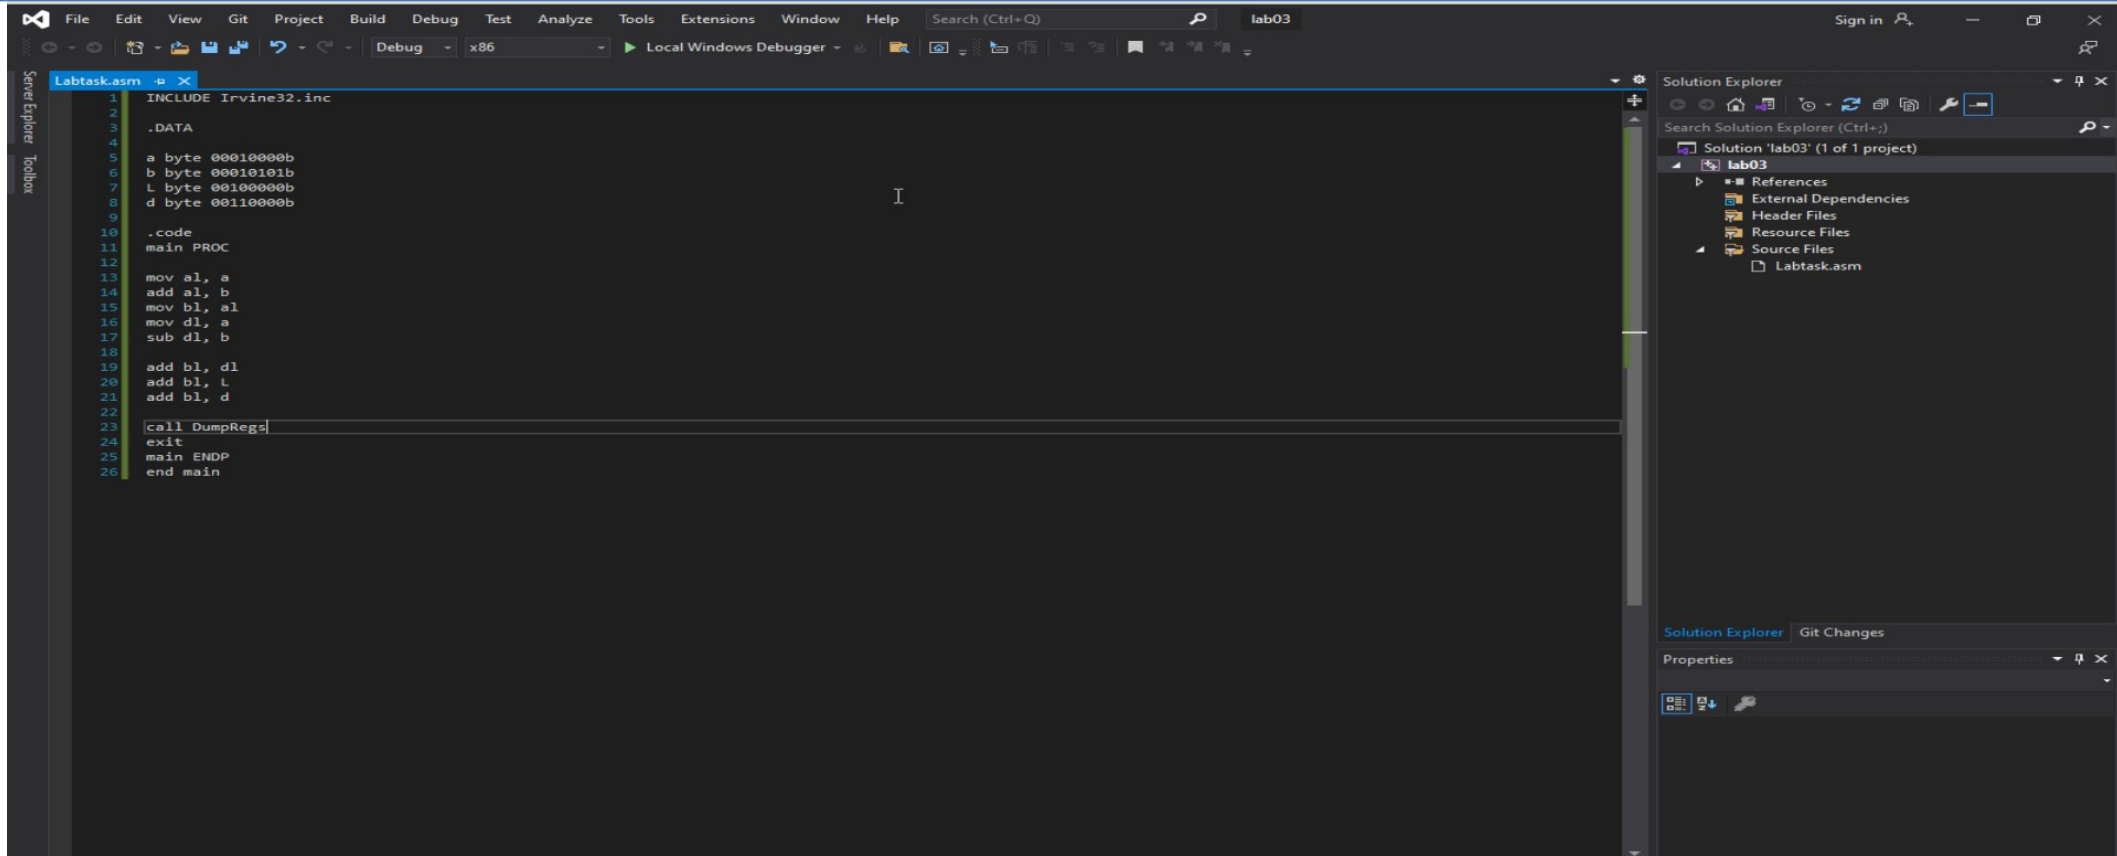 File Edit View Git Project Build Debug Test Analyze Tools Extensions Window Help Search (Ctrl+Q) lab03 Sign in
Debug x86 Local Windows Debugger
Server Explorer
Toolbox
Labtask.asm
1 INCLUDE Irvine32.inc
2
3 .DATA
4
5 a byte 00010000b
6 b byte 00010101b
7 L byte 00100000b
8 d byte 00110000b
9
10 .code
11 main PROC
12
13 mov al, a
14 add al, b
15 mov bl, al
16 mov dl, a
17 sub dl, b
18
19 add bl, dl
20 add bl, L
21 add bl, d
22
23 call DumpRegs
24 exit
25 main ENDP
26 end main
Solution Explorer
Search Solution Explorer (Ctrl+;)
Solution 'lab03' (1 of 1 project)
lab03
References
External Dependencies
Header Files
Resource Files
Source Files
Labtask.asm
Solution Explorer Git Changes
Properties